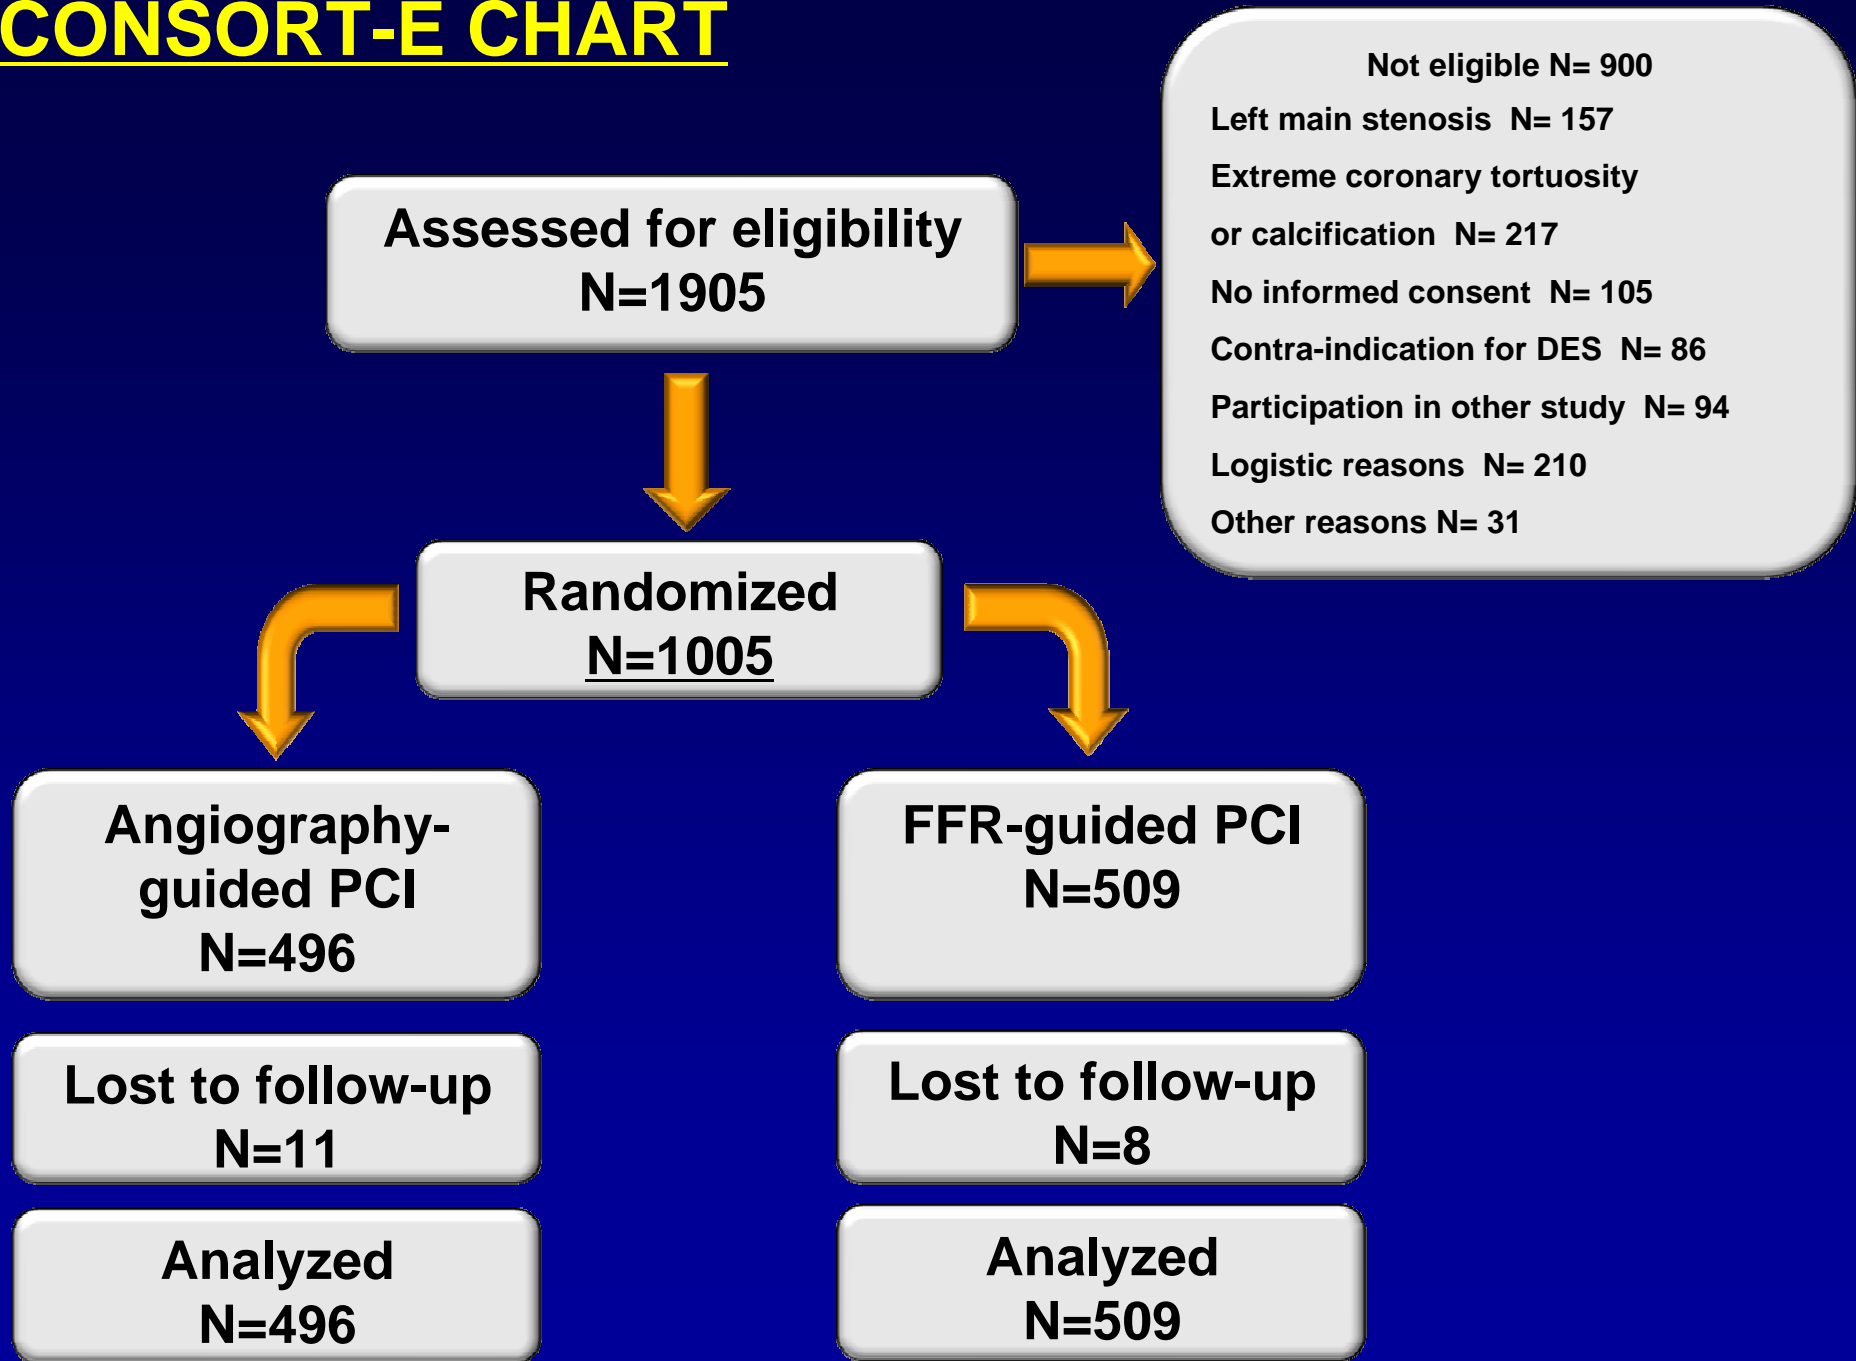 CONSORT-E CHART
Not eligible N= 900
Left main stenosis N= 157
Extreme coronary tortuosity
or calcification N= 217
No informed consent N= 105
Contra-indication for DES N= 86
Participation in other study N= 94
Logistic reasons N= 210
Other reasons N= 31
Assessed for eligibility
N=1905
Randomized
N=1005
Angiography-
guided PCI
N=496
FFR-guided PCI
N=509
Lost to follow-up
N=11
Lost to follow-up
N=8
Analyzed
N=496
Analyzed
N=509